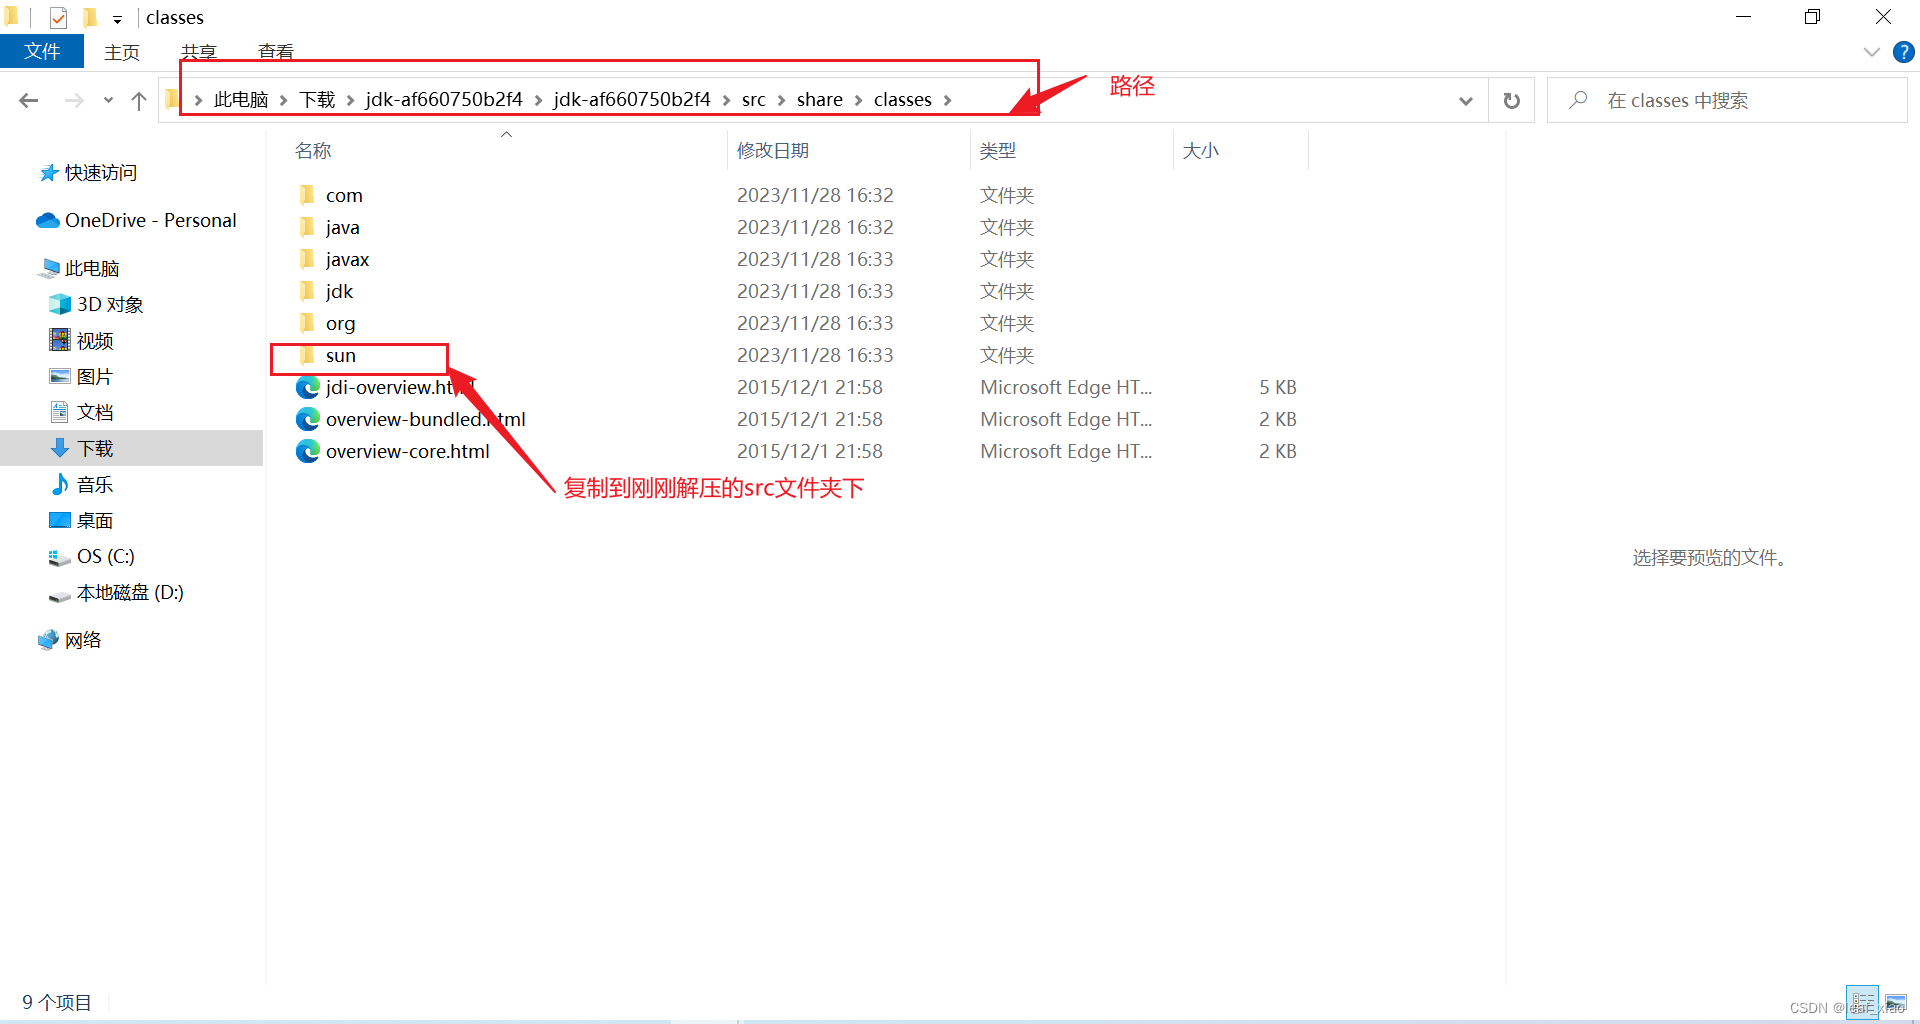 classes
文件 主页 共享 查看
此电脑 下载 jdk-af660750b2f4 jdk-af660750b2f4 src share classes
路径
在 classes 中搜索
名称 修改日期 类型 大小
快速访问
OneDrive - Personal
此电脑
3D 对象
视频
图片
文档
下载
音乐
桌面
OS (C:)
本地磁盘 (D:)
网络
com 2023/11/28 16:32 文件夹
java 2023/11/28 16:32 文件夹
javax 2023/11/28 16:33 文件夹
jdk 2023/11/28 16:33 文件夹
org 2023/11/28 16:33 文件夹
sun 2023/11/28 16:33 文件夹
jdi-overview.html 2015/12/1 21:58 Microsoft Edge HT... 5 KB
overview-bundled.html 2015/12/1 21:58 Microsoft Edge HT... 2 KB
overview-core.html 2015/12/1 21:58 Microsoft Edge HT... 2 KB
复制到刚刚解压的src文件夹下
选择要预览的文件。
9 个项目
CSDN